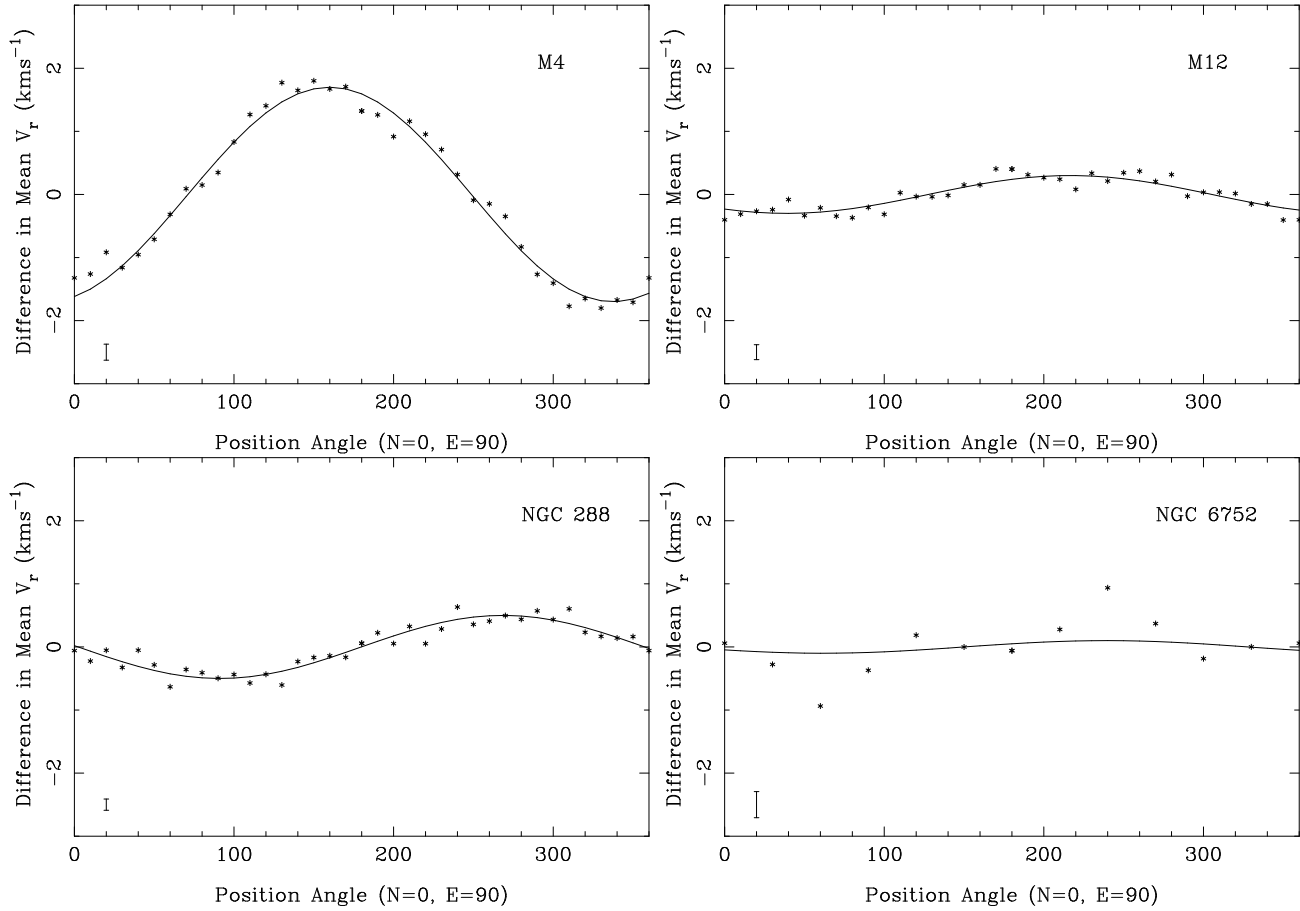 M4
Difference in Mean V_r (kms^-1)
2
0
-2
0 100 200 300
Position Angle (N=0, E=90)
M12
Difference in Mean V_r (kms^-1)
2
0
-2
0 100 200 300
Position Angle (N=0, E=90)
NGC 288
Difference in Mean V_r (kms^-1)
2
0
-2
0 100 200 300
Position Angle (N=0, E=90)
NGC 6752
Difference in Mean V_r (kms^-1)
2
0
-2
0 100 200 300
Position Angle (N=0, E=90)